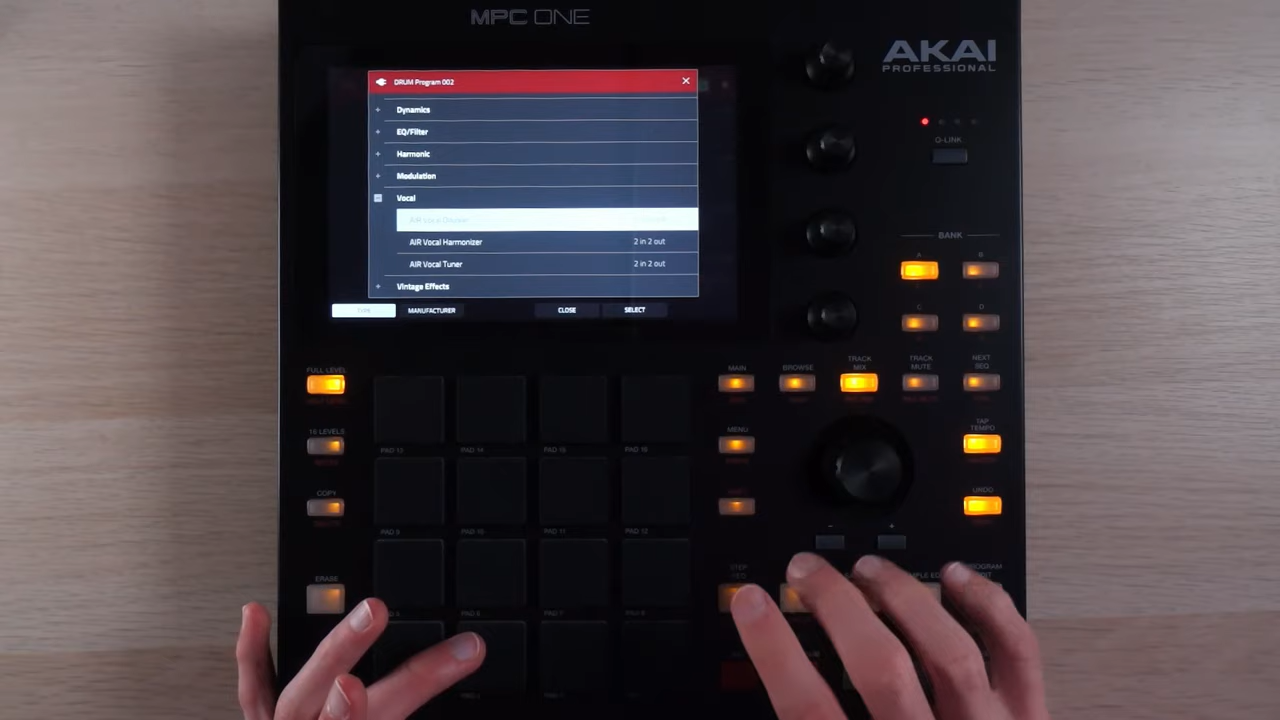 MPC ONE
AKAI
PROFESSIONAL
DRUM Program 002
Dynamics
EQ/Filter
Harmonic
Modulation
Vocal
AIR Vocal Harmonizer 2 in 2 out
AIR Vocal Tuner 2 in 2 out
Vintage Effects
MANUFACTURER CLOSE SELECT
Q-LINK
BANK
A B
C D
FULL LEVEL
16 LEVELS
COPY
ERASE
PAD 13 PAD 14 PAD 15 PAD 16
PAD 9 PAD 10 PAD 11 PAD 12
MAIN BROWSE TRACK MIX TRACK MUTE NEXT SEQ
MENU
TAP TEMPO
UNDO
- +
STEP SEQ